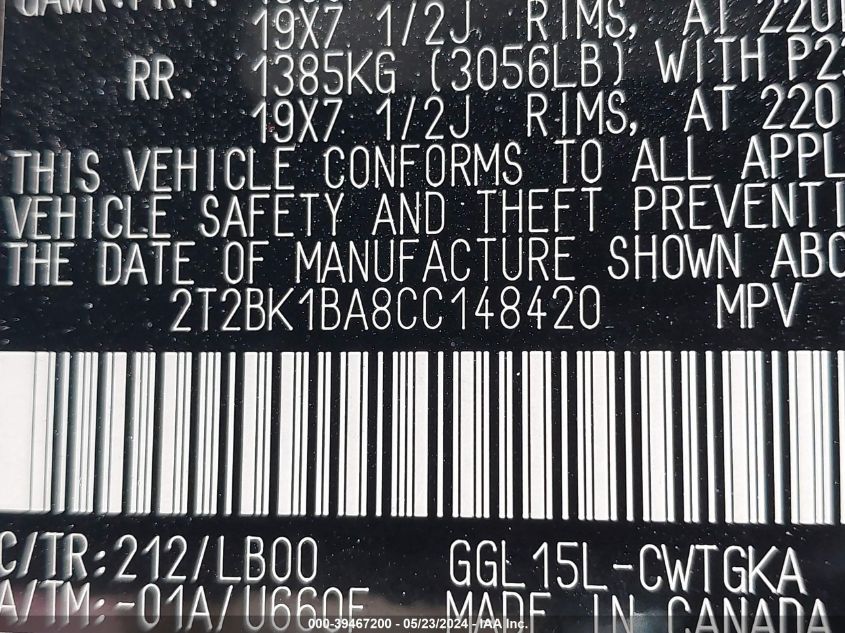 19X7 1/2J RIMS, AT 220
RR. 1385KG (3056LB) WITH P2
19X7 1/2J RIMS, AT 220
THIS VEHICLE CONFORMS TO ALL APPL
VEHICLE SAFETY AND THEFT PREVENTI
THE DATE OF MANUFACTURE SHOWN ABO
2T2BK1BA8CC148420 MPV
C/TR:212/LB00 GGL15L-CWTGKA
A/TM:-01A/U660F MADE IN CANADA
000-39467200 - 05/23/2024 - IAA Inc.